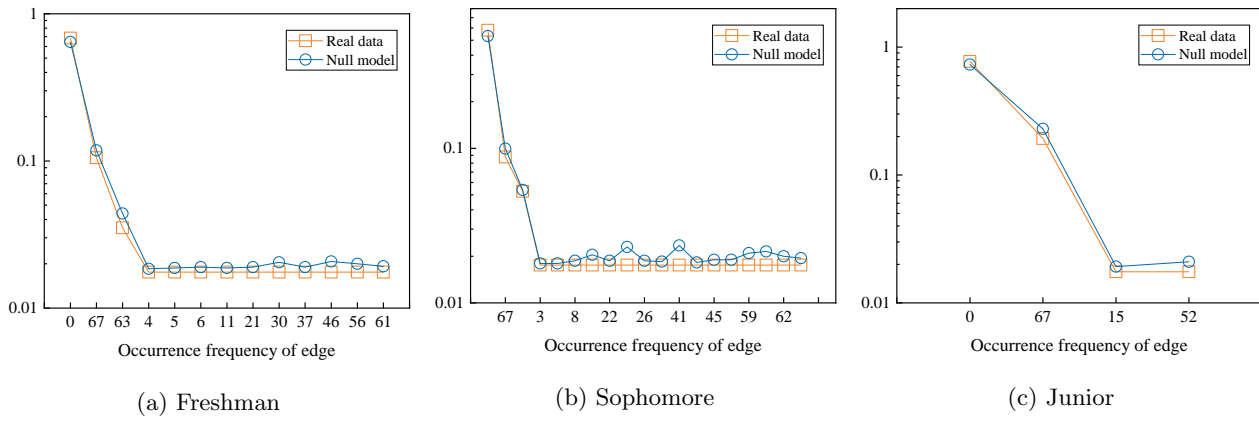 1
0.1
0.01
Real data
Null model
0 67 63 4 5 6 11 21 30 37 46 56 61
Occurrence frequency of edge
(a) Freshman
0.1
0.01
Real data
Null model
67 3 8 22 26 41 45 59 62
Occurrence frequency of edge
(b) Sophomore
1
0.1
0.01
Real data
Null model
0 67 15 52
Occurrence frequency of edge
(c) Junior